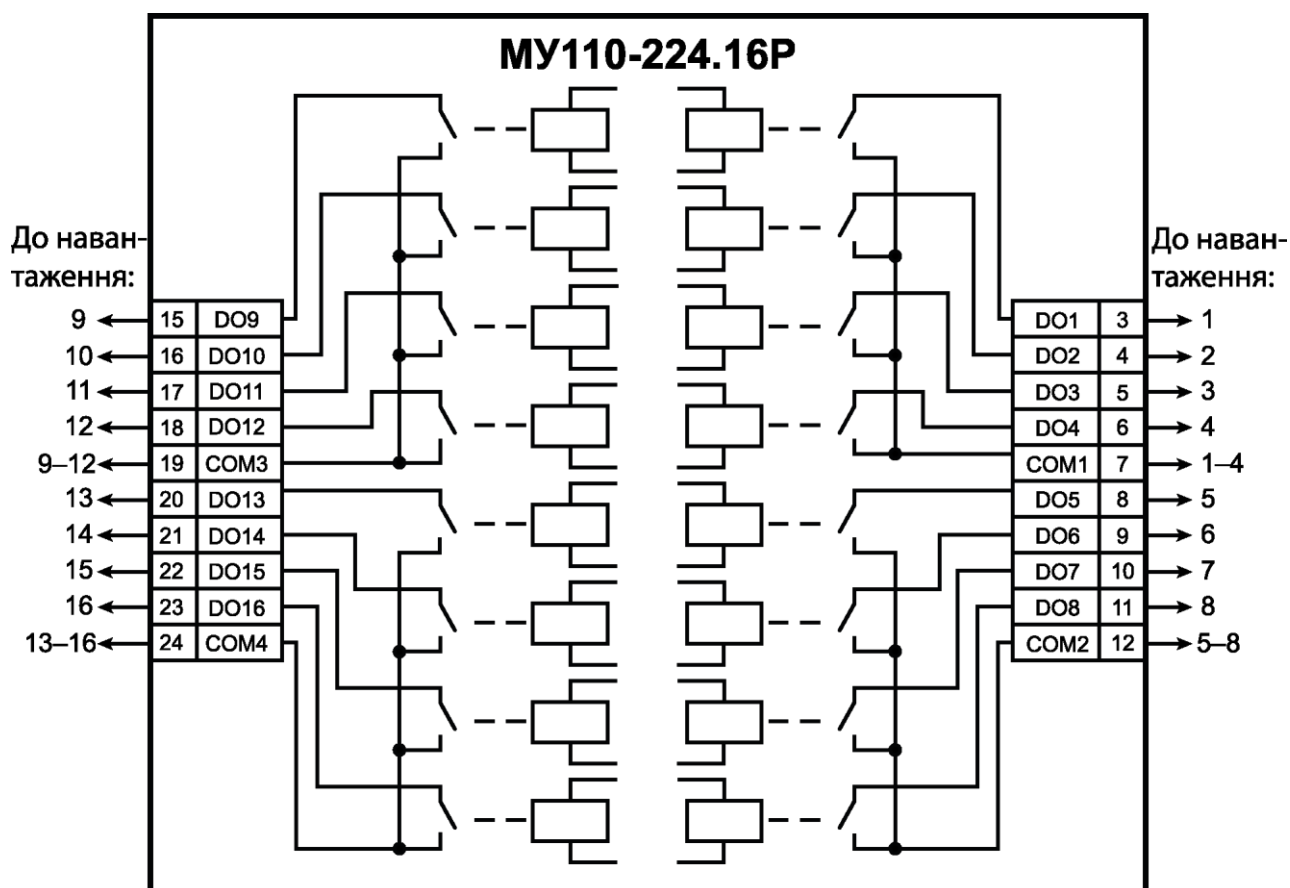 МУ110-224.16Р
До наван-
таження:
9 15 DO9
10 16 DO10
11 17 DO11
12 18 DO12
9–12 19 COM3
13 20 DO13
14 21 DO14
15 22 DO15
16 23 DO16
13–16 24 COM4
До наван-
таження:
DO1 3 1
DO2 4 2
DO3 5 3
DO4 6 4
COM1 7 1–4
DO5 8 5
DO6 9 6
DO7 10 7
DO8 11 8
COM2 12 5–8